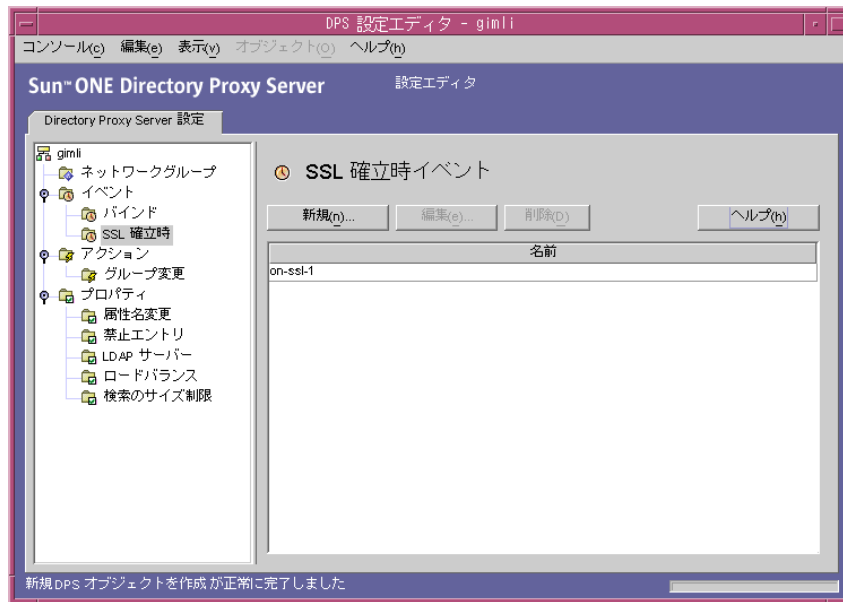 DPS 設定エディタ - gimli
コンソール(c) 編集(e) 表示(v) オブジェクト(o) ヘルプ(h)
Sun™ ONE Directory Proxy Server 設定エディタ
Directory Proxy Server 設定
gimli
ネットワークグループ
イベント
バインド
SSL 確立時
アクション
グループ変更
プロパティ
属性名変更
禁止エントリ
LDAP サーバー
ロードバランス
検索のサイズ制限
SSL 確立時イベント
新規(n)... 編集(e)... 削除(D) ヘルプ(h)
名前
on-ssl-1
新規DPS オブジェクトを作成 が正常に完了しました